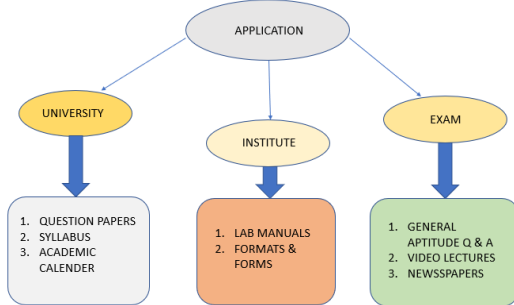 APPLICATION
UNIVERSITY
INSTITUTE
EXAM
1. QUESTION PAPERS
2. SYLLABUS
3. ACADEMIC
CALENDER
1. LAB MANUALS
2. FORMATS &
FORMS
1. GENERAL
APTITUDE Q & A
2. VIDEO LECTURES
3. NEWSSPAPERS